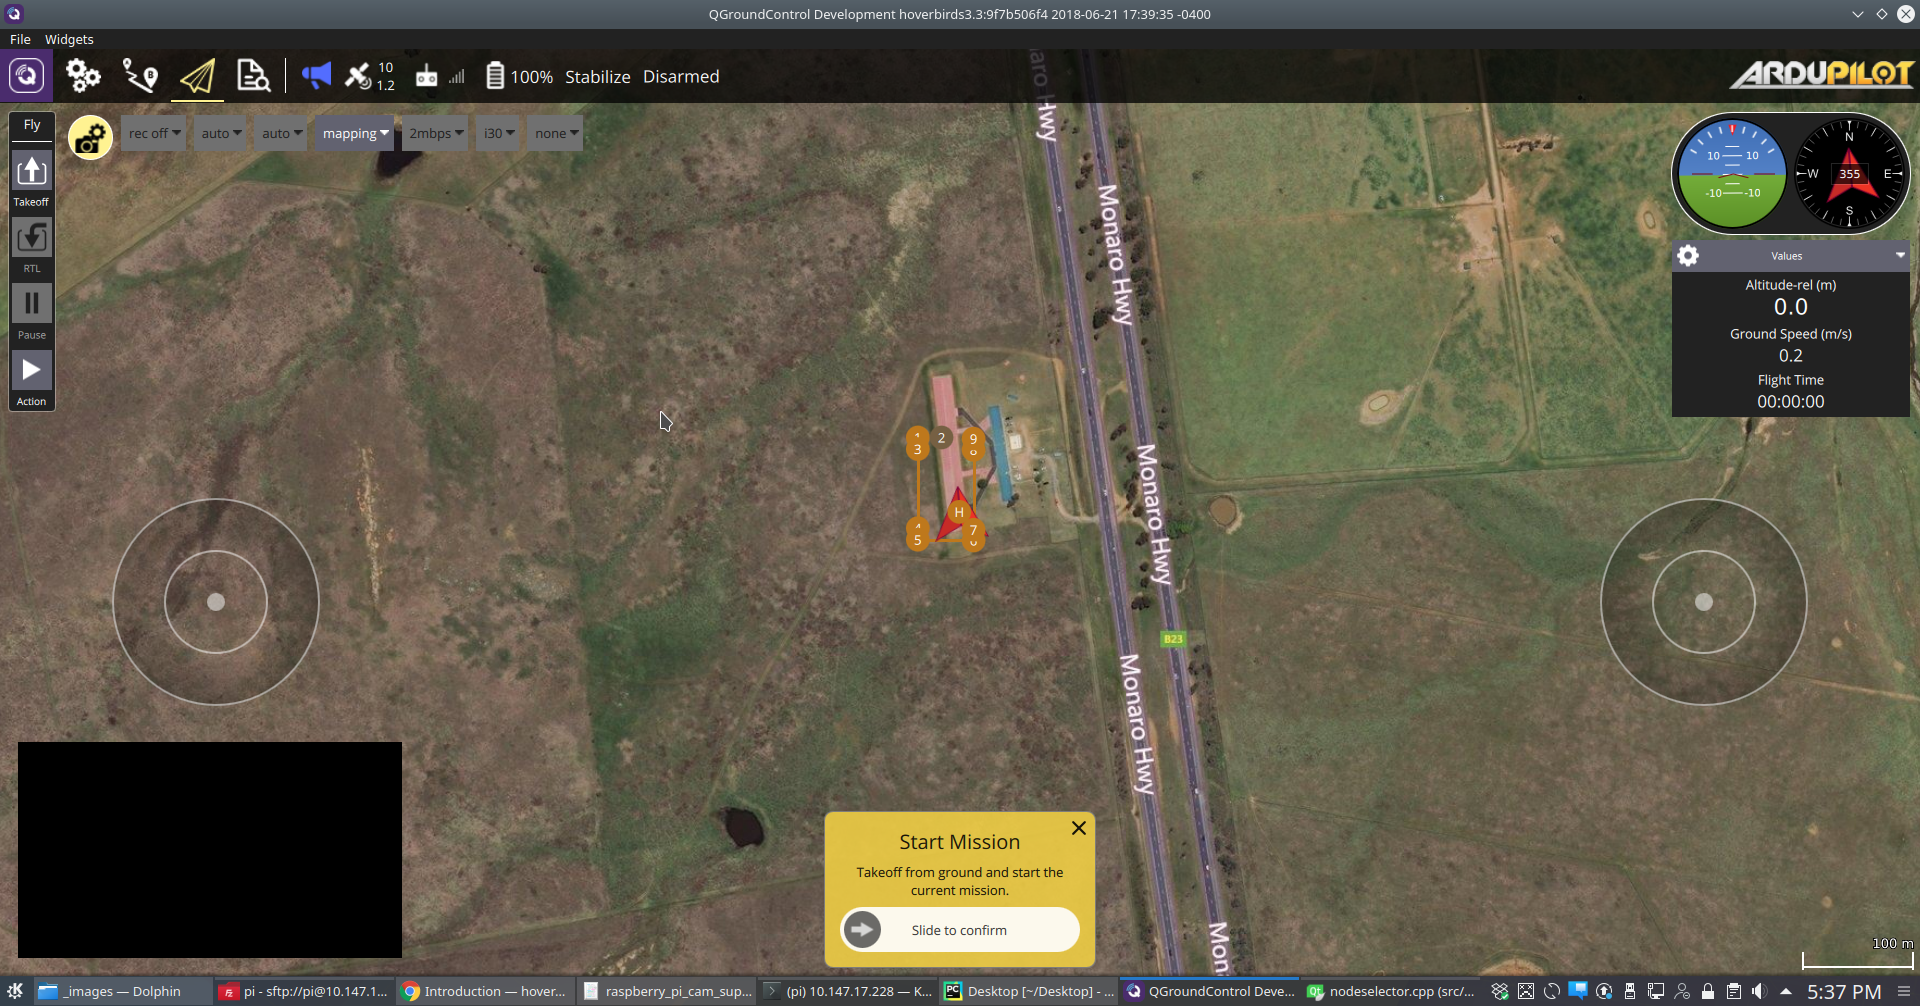 QGroundControl Development hoverbirds3.3:9f7b506f4 2018-06-21 17:39:35 -0400
File Widgets
10
1.2
100% Stabilize Disarmed
ARDUPILOT
Fly
rec off auto auto mapping 2mbps i30 none
Takeoff
RTL
Pause
Action
10 10
-10 -10
N
W 355 E
S
Values
Altitude-rel (m)
0.0
Ground Speed (m/s)
0.2
Flight Time
00:00:00
aro Hwy
Monaro Hwy
Monaro Hwy
Monaro Hwy
Mon
B23
2 9
3
H
7
5
Start Mission
Takeoff from ground and start the
current mission.
Slide to confirm
100 m
_images — Dolphin
pi - sftp://pi@10.147.1...
Introduction — hover...
raspberry_pi_cam_sup...
(pi) 10.147.17.228 — K...
Desktop [~/Desktop] - ...
QGroundControl Deve...
nodeselector.cpp (src/...
5:37 PM